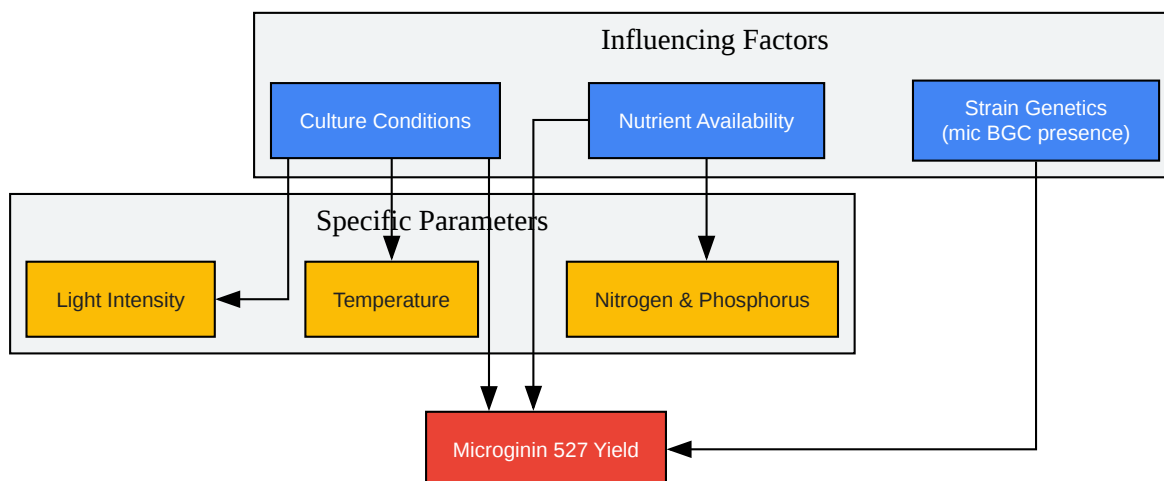 Influencing Factors
Culture Conditions
Nutrient Availability
Strain Genetics
(mic BGC presence)
Specific Parameters
Light Intensity
Temperature
Nitrogen & Phosphorus
Microginin 527 Yield